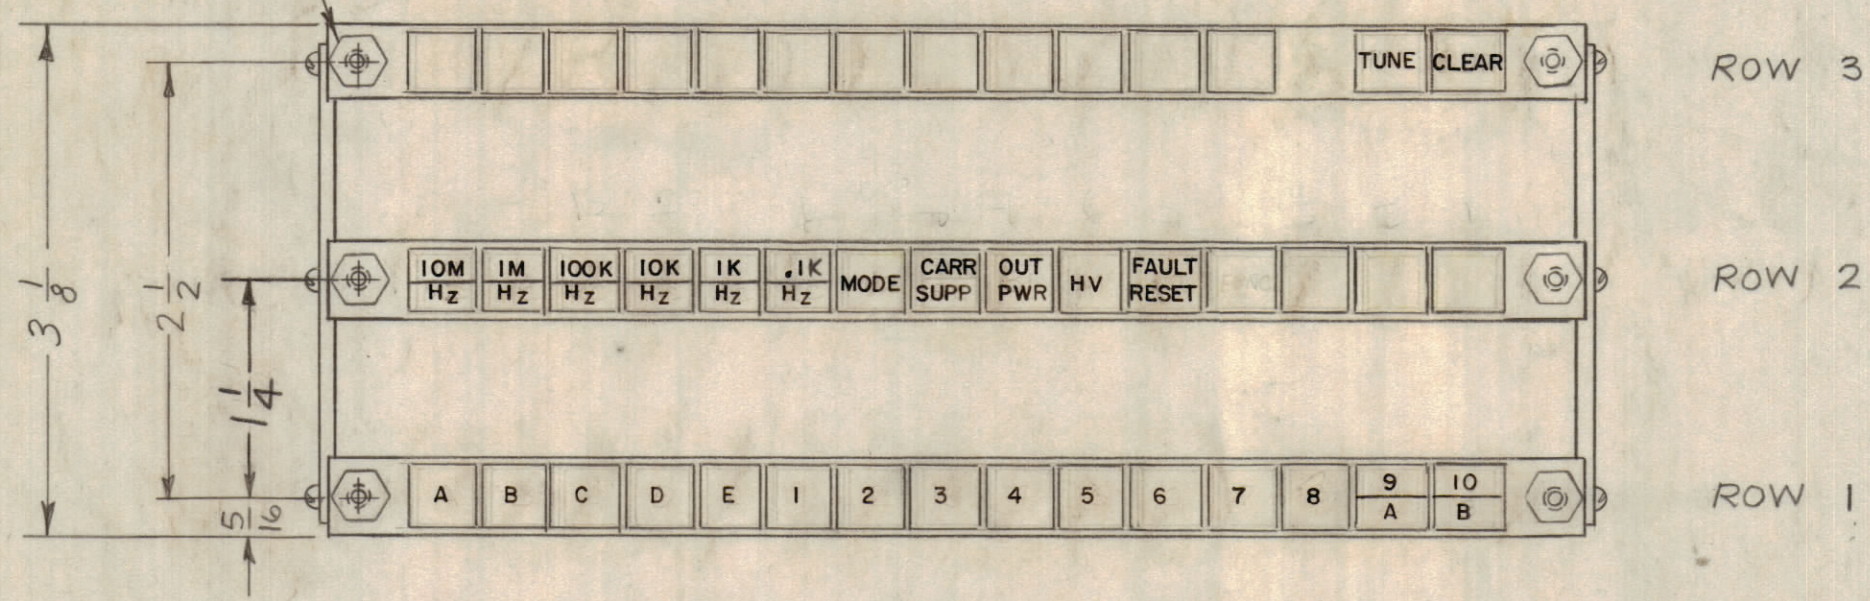 TUNE CLEAR ROW 3
10M 1M 100K 10K 1K .1K MODE CARR OUT HV FAULT ROW 2
Hz Hz Hz Hz Hz Hz SUPP PWR RESET
A B C D E 1 2 3 4 5 6 7 8 9 10 ROW 1
A B
3 1/8
2 1/2
1 1/4
5/16